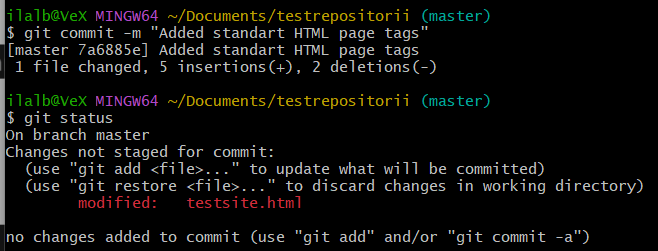 ilalb@VeX MINGW64 ~/Documents/testrepositorii (master)
$ git commit -m "Added standart HTML page tags"
[master 7a6885e] Added standart HTML page tags
 1 file changed, 5 insertions(+), 2 deletions(-)
ilalb@VeX MINGW64 ~/Documents/testrepositorii (master)
$ git status
On branch master
Changes not staged for commit:
  (use "git add <file>..." to update what will be committed)
  (use "git restore <file>..." to discard changes in working directory)
        modified:   testsite.html
no changes added to commit (use "git add" and/or "git commit -a")